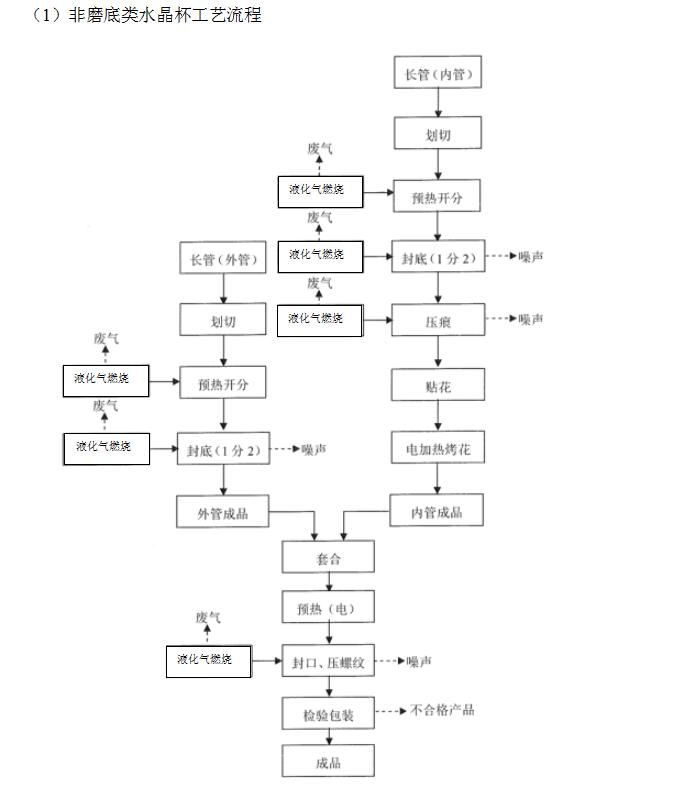 （1）非磨底类水晶杯工艺流程
长管（内管）
划切
废气
液化气燃烧
预热开分
废气
液化气燃烧
封底（1 分 2）
噪声
长管（外管）
废气
液化气燃烧
压痕
噪声
划切
废气
液化气燃烧
预热开分
贴花
废气
液化气燃烧
封底（1 分 2）
噪声
电加热烤花
外管成品
内管成品
套合
预热（电）
废气
液化气燃烧
封口、压螺纹
噪声
检验包装
不合格产品
成品